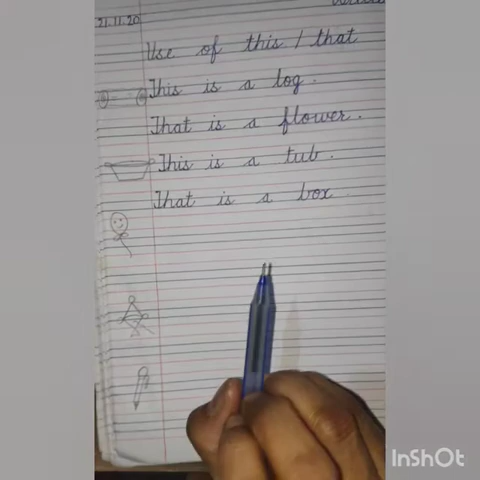 21.11.20
Use of this / that
This is a log.
That is a flower.
This is a tub.
That is a box
InShOt